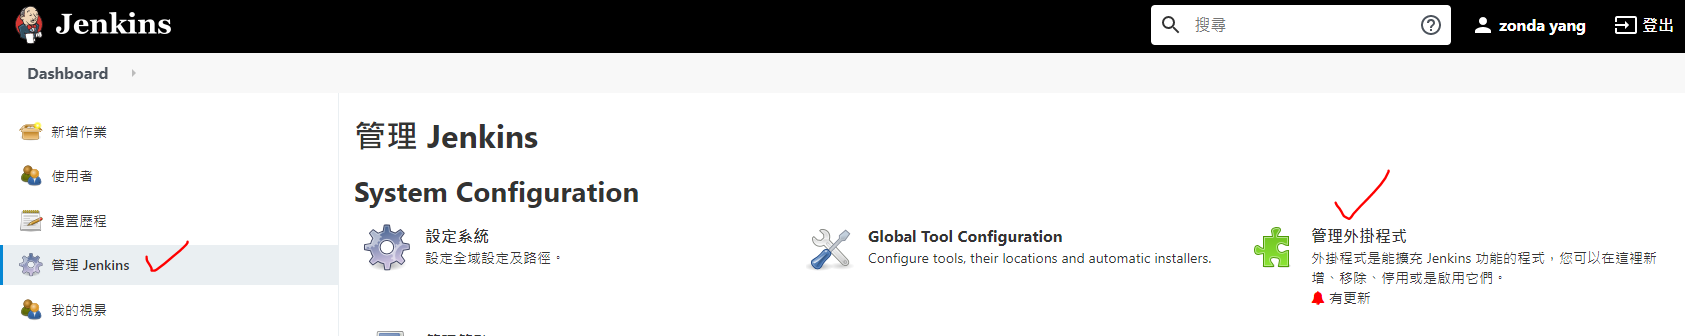 Jenkins
搜尋
zonda yang
登出
Dashboard
新增作業
使用者
建置歷程
管理 Jenkins
我的視景
管理 Jenkins
System Configuration
設定系統
設定全域設定及路徑。
Global Tool Configuration
Configure tools, their locations and automatic installers.
管理外掛程式
外掛程式是能擴充 Jenkins 功能的程式，您可以在這裡新
增、移除、停用或是啟用它們。
有更新